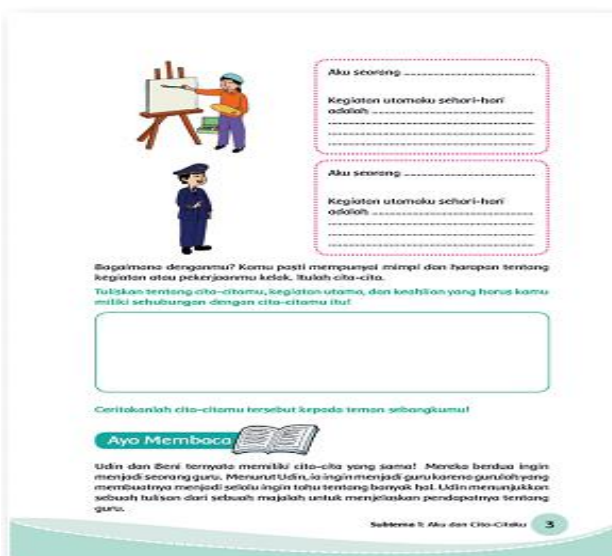 Aku seorang
Kegiatan utamaku sehari-hari
adalah
Aku seorang
Kegiatan utamaku sehari-hari
adalah
Bagaimana denganmu? Kamu pasti mempunyai mimpi dan harapan tentang
kegiatan atau pekerjaanmu kelak. Itulah cita-cita.
Tuliskan tentang cita-citamu, kegiatan utama, dan keahlian yang harus kamu
miliki sehubungan dengan cita-citamu itu!
Ceritakanlah cita-citamu tersebut kepada teman sebangkumu!
Ayo Membaca
Udin dan Beni ternyata memiliki cita-cita yang sama! Mereka berdua ingin
menjadi seorang guru. Menurut Udin, ia ingin menjadi guru karena gurulah yang
membuatnya menjadi selalu ingin tahu tentang banyak hal. Udin menunjukkan
sebuah tulisan dari sebuah majalah untuk menjelaskan pendapatnya tentang
guru.
Subtema 1: Aku dan Cita-Citaku 3